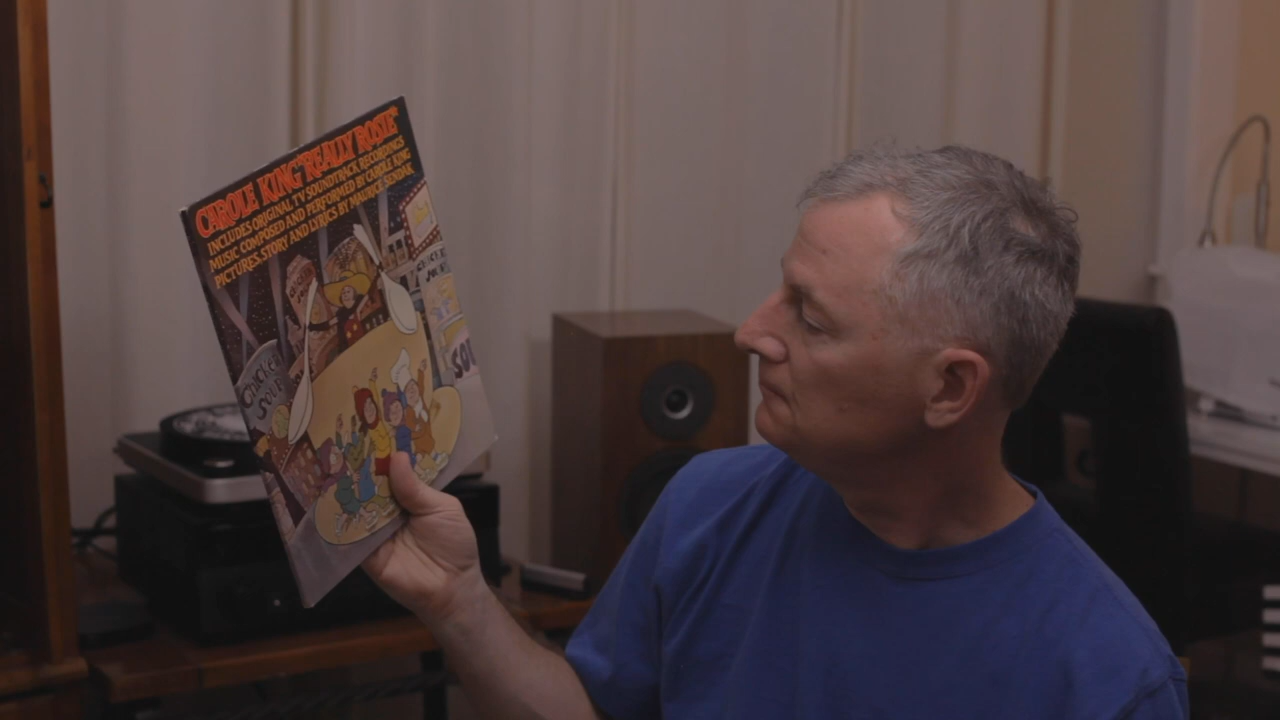 CAROLE KING "REALLY ROSIE"
INCLUDES ORIGINAL TV SOUNDTRACK RECORDINGS
MUSIC COMPOSED AND PERFORMED BY CAROLE KING
PICTURES, STORY AND LYRICS BY MAURICE SENDAK
CHICKEN
SOUP
SOU